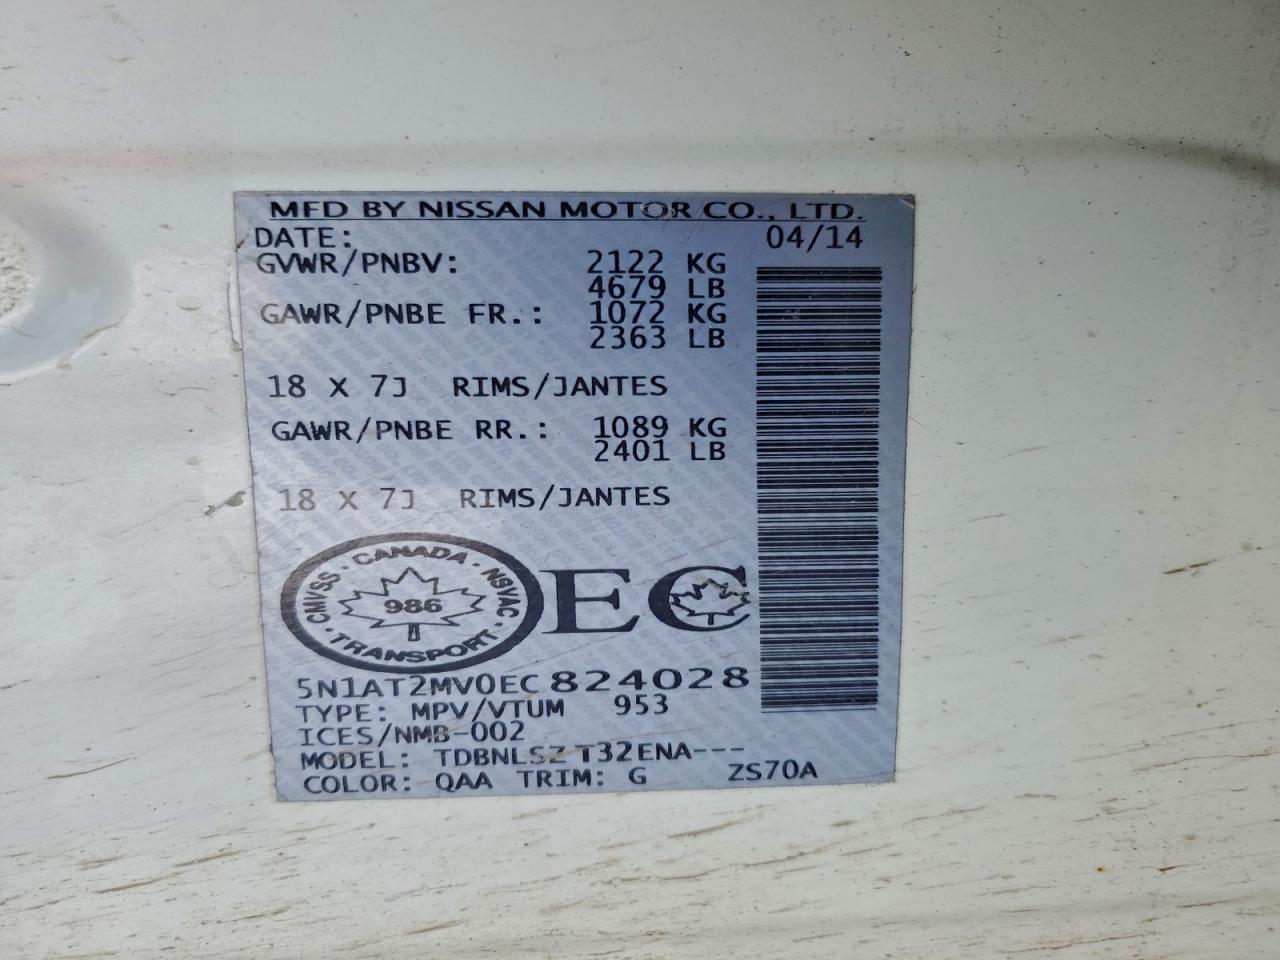 MFD BY NISSAN MOTOR CO., LTD.
DATE: 04/14
GVWR/PNBV: 2122 KG
4679 LB
GAWR/PNBE FR.: 1072 KG
2363 LB
18 X 7J RIMS/JANTES
GAWR/PNBE RR.: 1089 KG
2401 LB
18 X 7J RIMS/JANTES
CMVSS · CANADA · NSVAC · TRANSPORT ·
986
EC
5N1AT2MV0EC824028
TYPE: MPV/VTUM 953
ICES/NMB-002
MODEL: TDBNLSZ T32ENA---
COLOR: QAA TRIM: G ZS70A